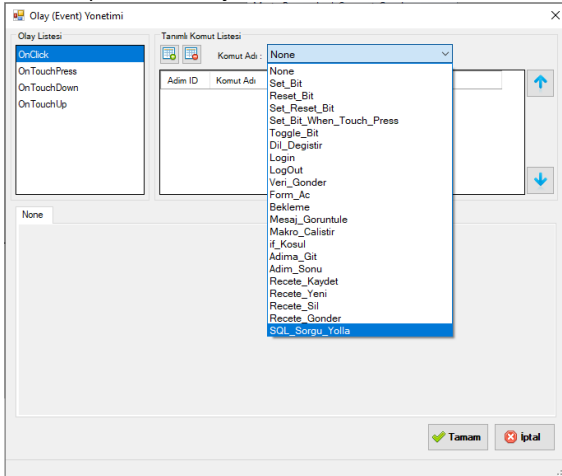 Olay (Event) Yonetimi
Olay Listesi
OnClick
OnTouchPress
OnTouchDown
OnTouchUp
Tanımlı Komut Listesi
Komut Adı :
None
Adim ID
Komut Adı
None
Set_Bit
Reset_Bit
Set_Reset_Bit
Set_Bit_When_Touch_Press
Toggle_Bit
Dil_Degistir
Login
LogOut
Veri_Gonder
Form_Ac
Bekleme
Mesaj_Goruntule
Makro_Calistir
if_Kosul
Adima_Git
Adim_Sonu
Recete_Kaydet
Recete_Yeni
Recete_Sil
Recete_Gonder
SQL_Sorgu_Yolla
None
Tamam
İptal